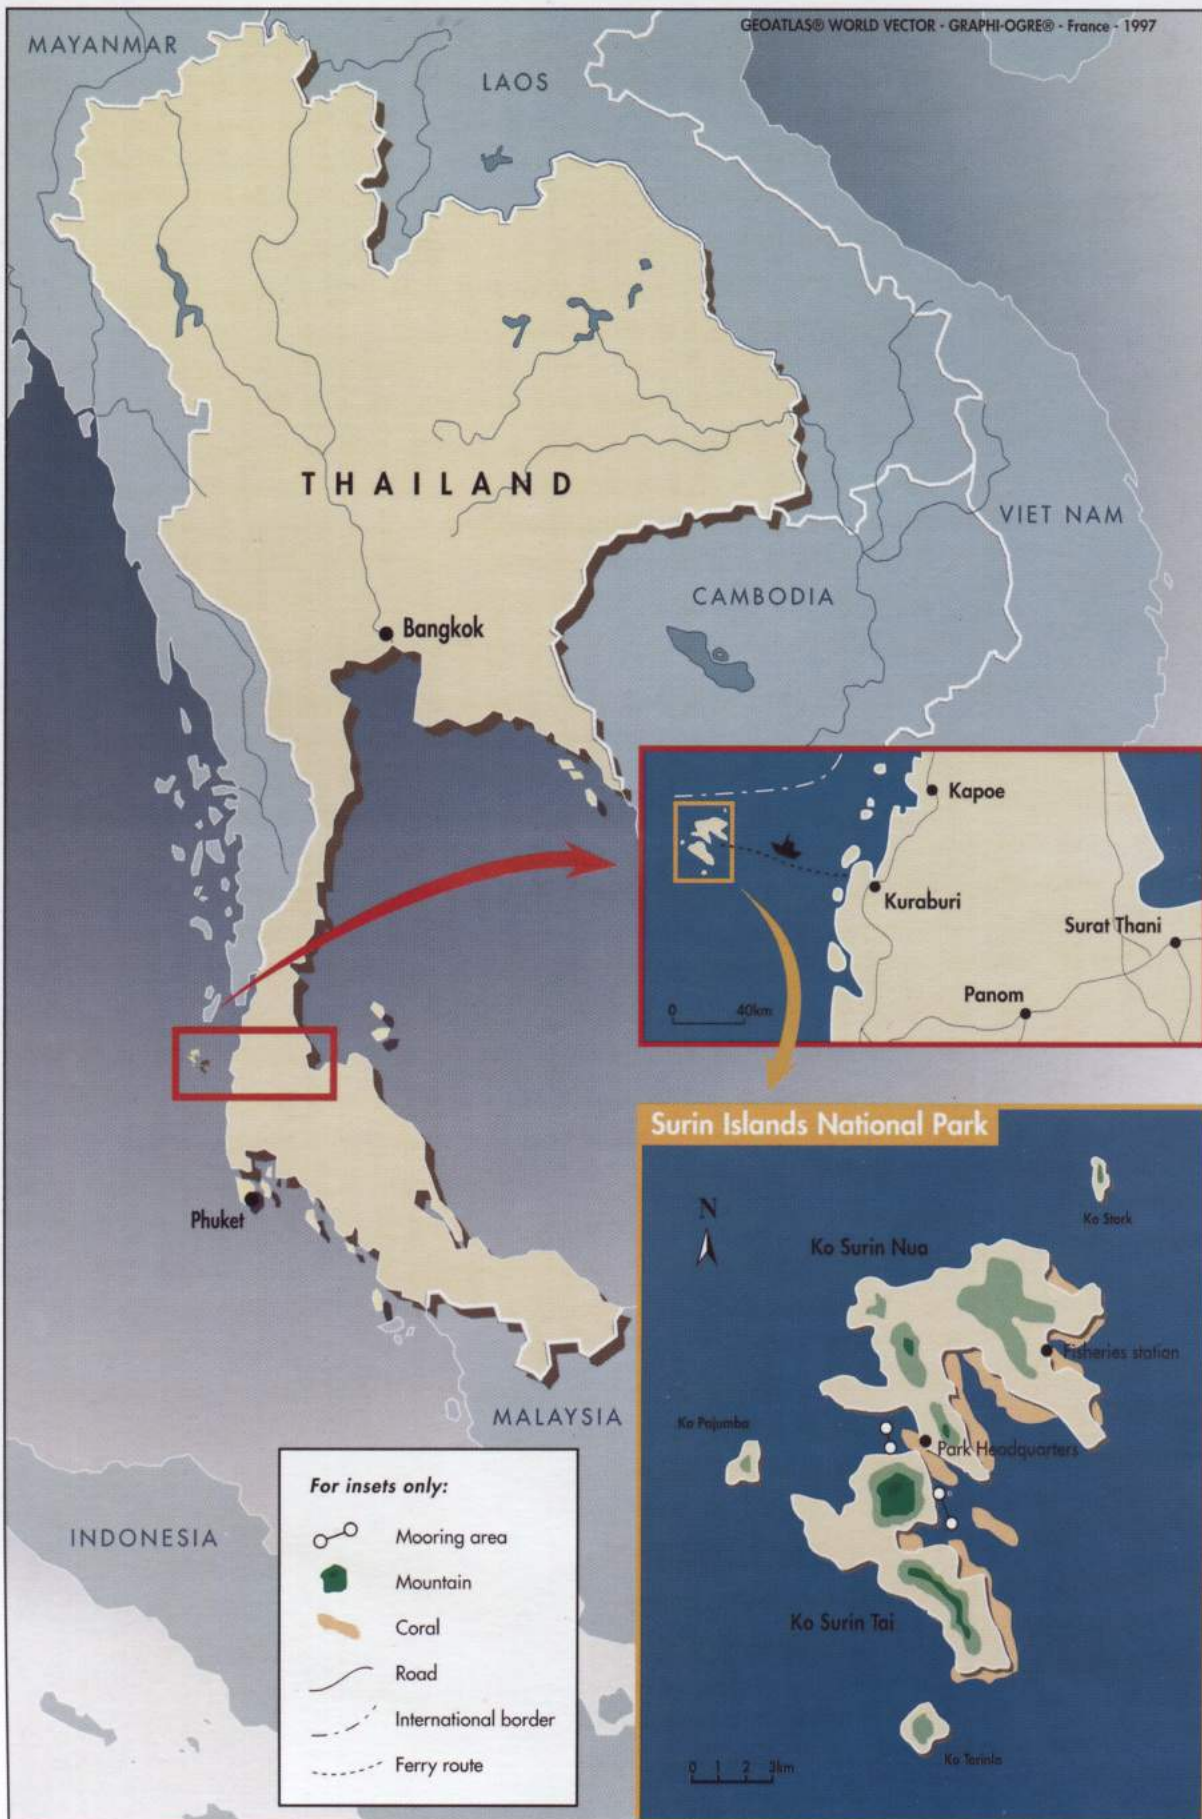 GEOATLAS® WORLD VECTOR - GRAPHI-OGRE® - France - 1997
MAYANMAR
LAOS
THAILAND
VIET NAM
CAMBODIA
Bangkok
Kapoe
Kuraburi
Surat Thani
Panom
0 40km
Phuket
MALAYSIA
INDONESIA
Surin Islands National Park
N
Ko Stork
Ko Surin Nua
Fisheries station
Ko Pajumba
Park Headquarters
Ko Surin Tai
Ko Torinla
0 1 2 3km
For insets only:
Mooring area
Mountain
Coral
Road
International border
Ferry route